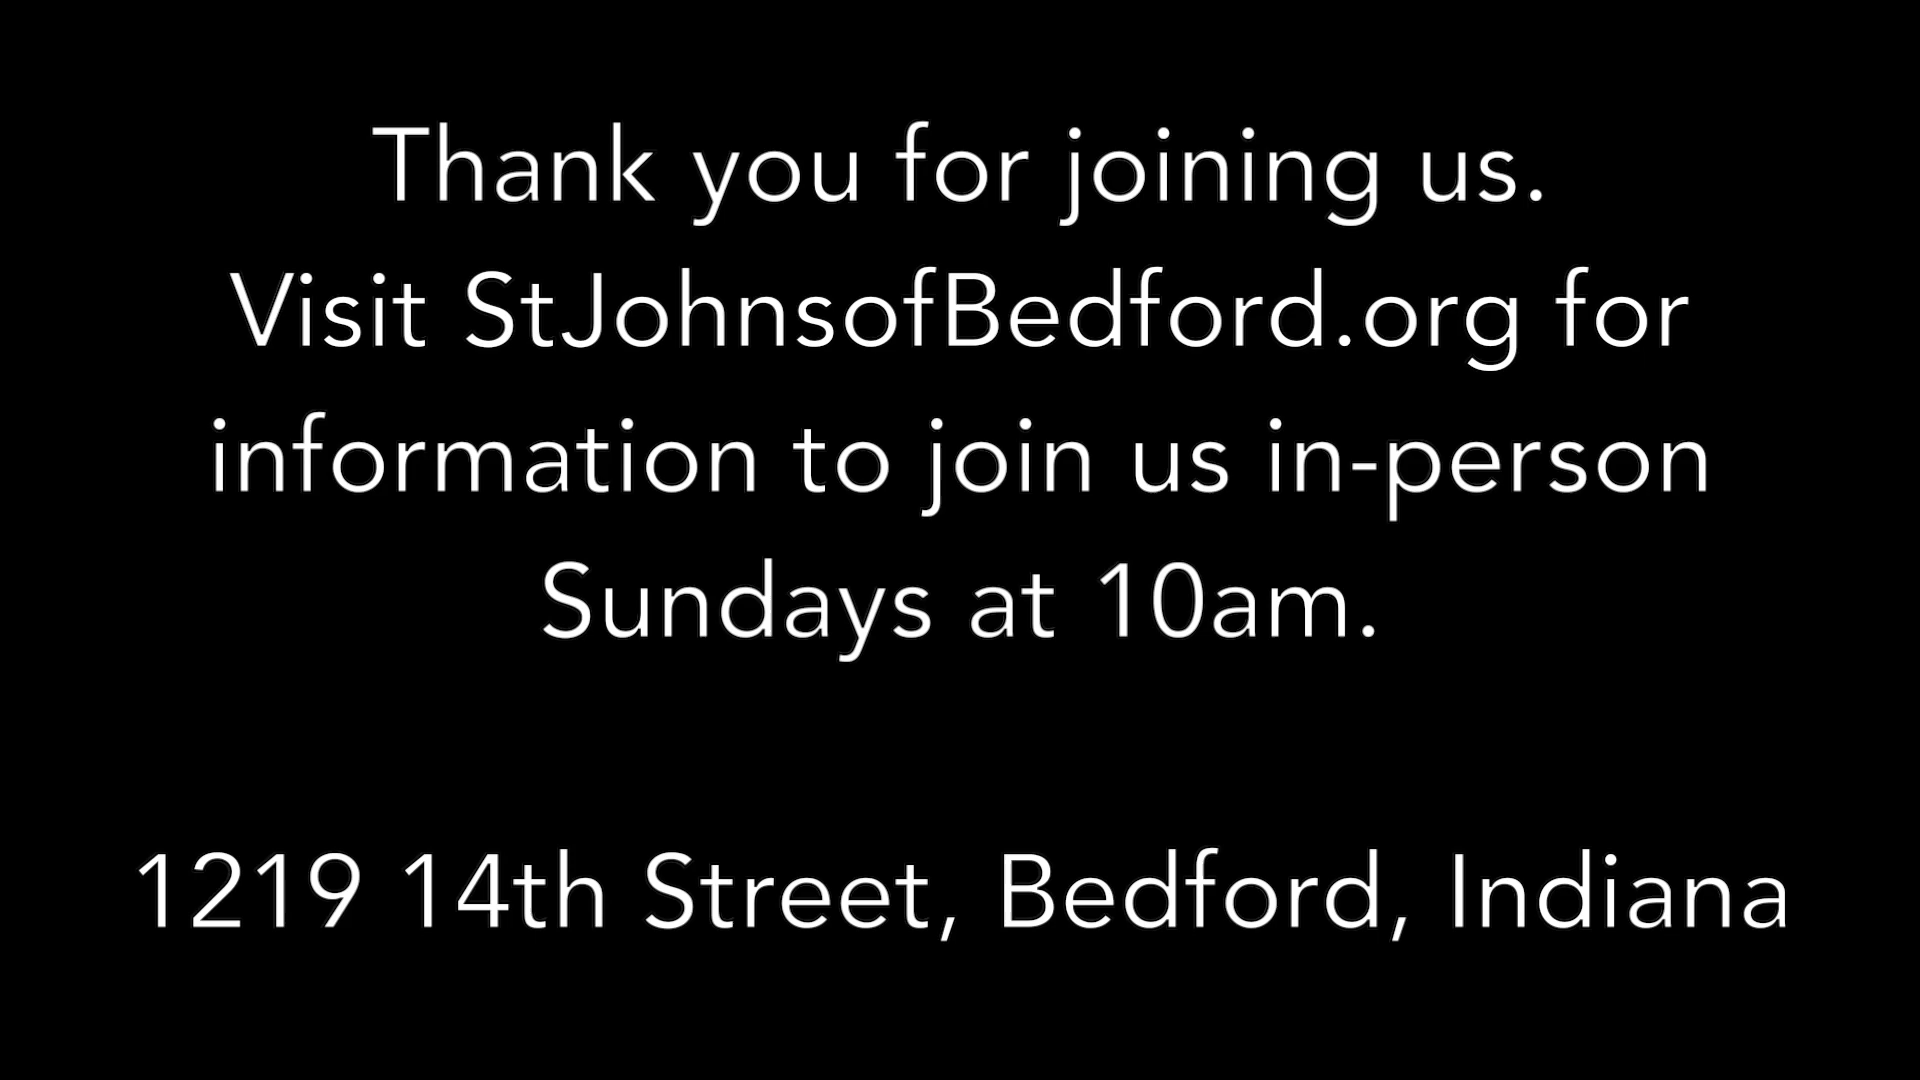 Thank you for joining us.
Visit StJohnsofBedford.org for
information to join us in-person
Sundays at 10am.
1219 14th Street, Bedford, Indiana